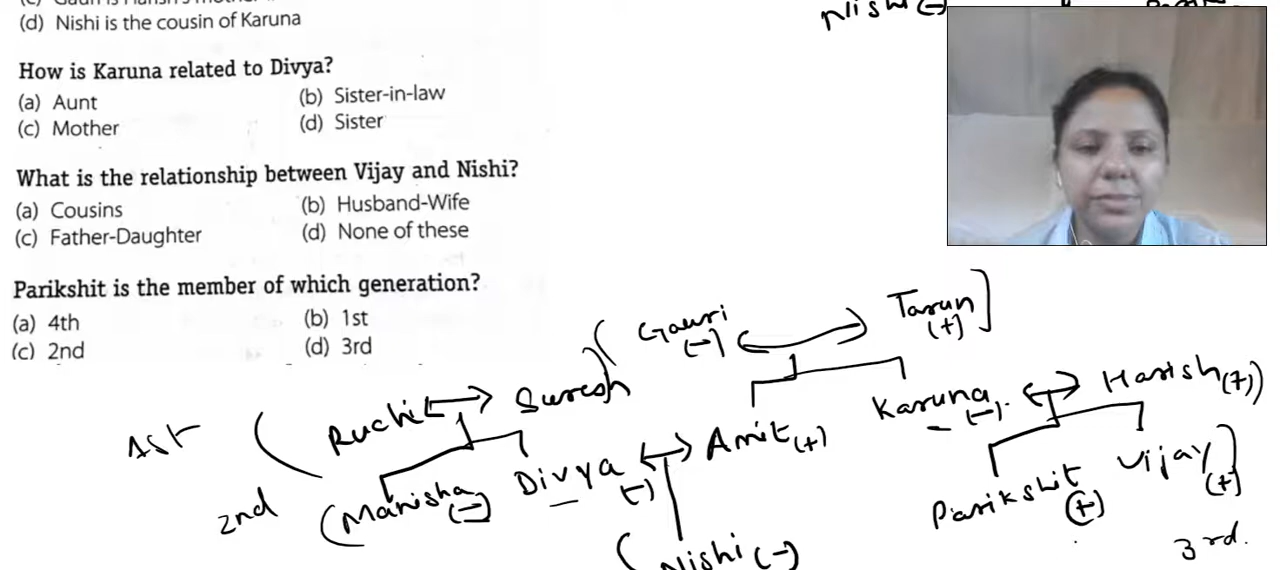 (d) Nishi is the cousin of Karuna
Nishi (-)
How is Karuna related to Divya?
(a) Aunt (b) Sister-in-law
(c) Mother (d) Sister
What is the relationship between Vijay and Nishi?
(a) Cousins (b) Husband-Wife
(c) Father-Daughter (d) None of these
Parikshit is the member of which generation?
(a) 4th (b) 1st
(c) 2nd (d) 3rd
Gauri (-) Tarun (+)
1st Ruchi Suresh Amit (+) Karuna (-) Harish (+)
2nd Manisha (-) Divya (-) Parikshit (+) Vijay (+)
Nishi (-) 3rd.